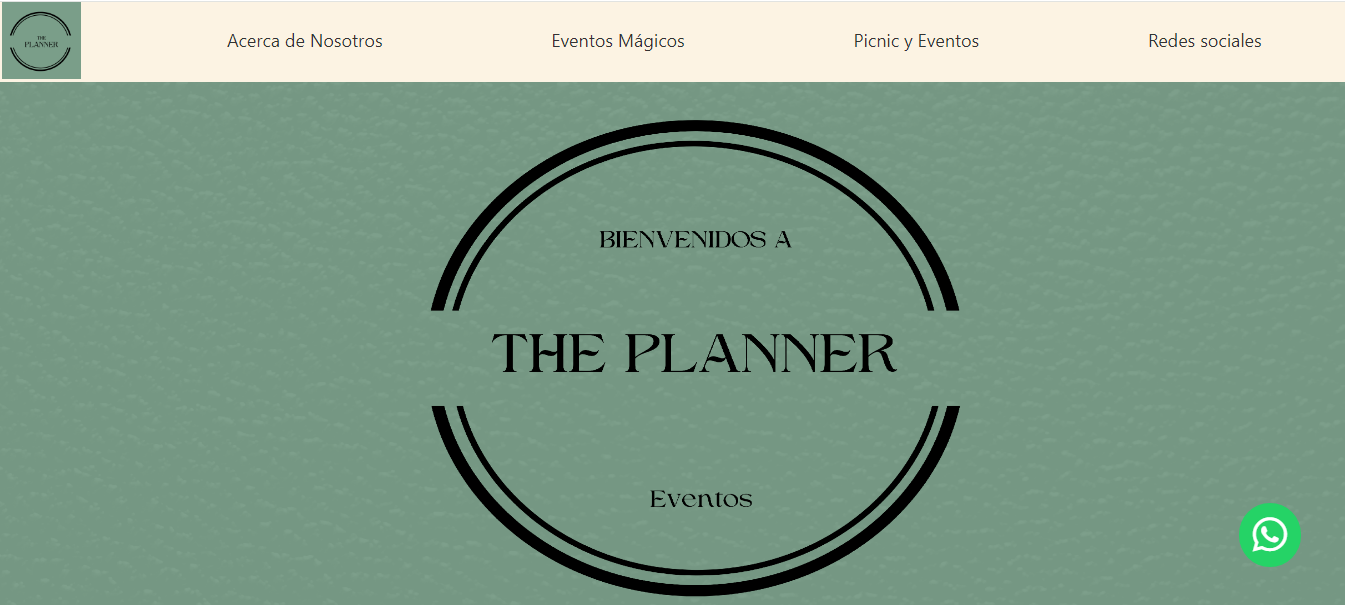 THE
PLANNER
Acerca de Nosotros
Eventos Mágicos
Picnic y Eventos
Redes sociales
BIENVENIDOS A
THE PLANNER
Eventos